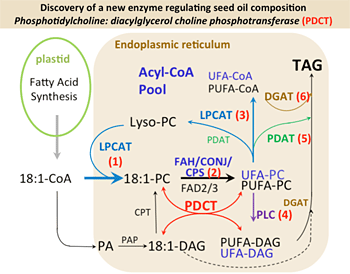 Discovery of a new enzyme regulating seed oil composition
Phosphotidylcholine: diacylglycerol choline phosphotransferase (PDCT)
Endoplasmic reticulum
plastid
Fatty Acid
Synthesis
Acyl-CoA
Pool
UFA-CoA
PUFA-CoA
TAG
DGAT (6)
LPCAT (3)
Lyso-PC
PDAT
PDAT (5)
LPCAT
(1)
FAH/CONJ/
CPS (2)
18:1-CoA
18:1-PC
FAD2/3
UFA-PC
PUFA-PC
PDCT
PLC (4)
DGAT
CPT
PA
PAP
18:1-DAG
PUFA-DAG
UFA-DAG